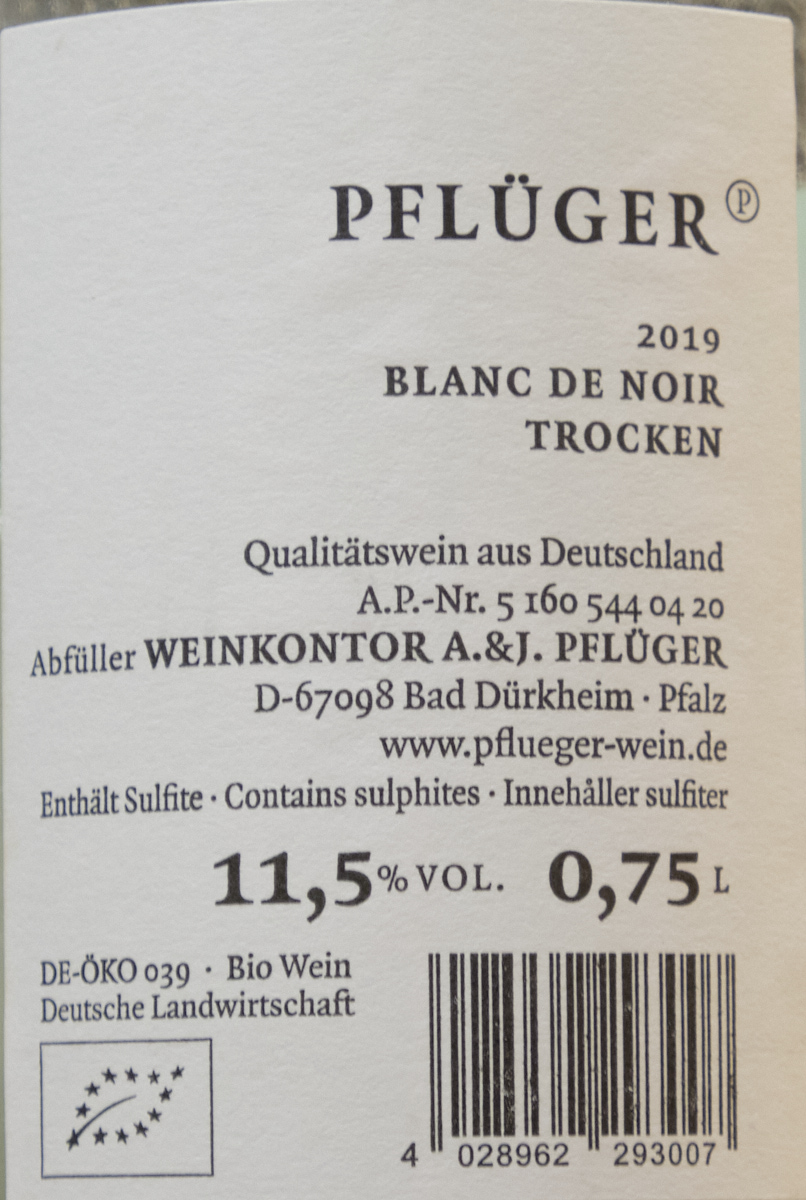 PFLÜGER Ⓟ
2019
BLANC DE NOIR
TROCKEN
Qualitätswein aus Deutschland
A.P.-Nr. 5 160 544 04 20
Abfüller WEINKONTOR A.&J. PFLÜGER
D-67098 Bad Dürkheim · Pfalz
www.pflueger-wein.de
Enthält Sulfite · Contains sulphites · Innehåller sulfiter
11,5 % VOL. 0,75 L
DE-ÖKO 039 · Bio Wein
Deutsche Landwirtschaft
4 028962 293007